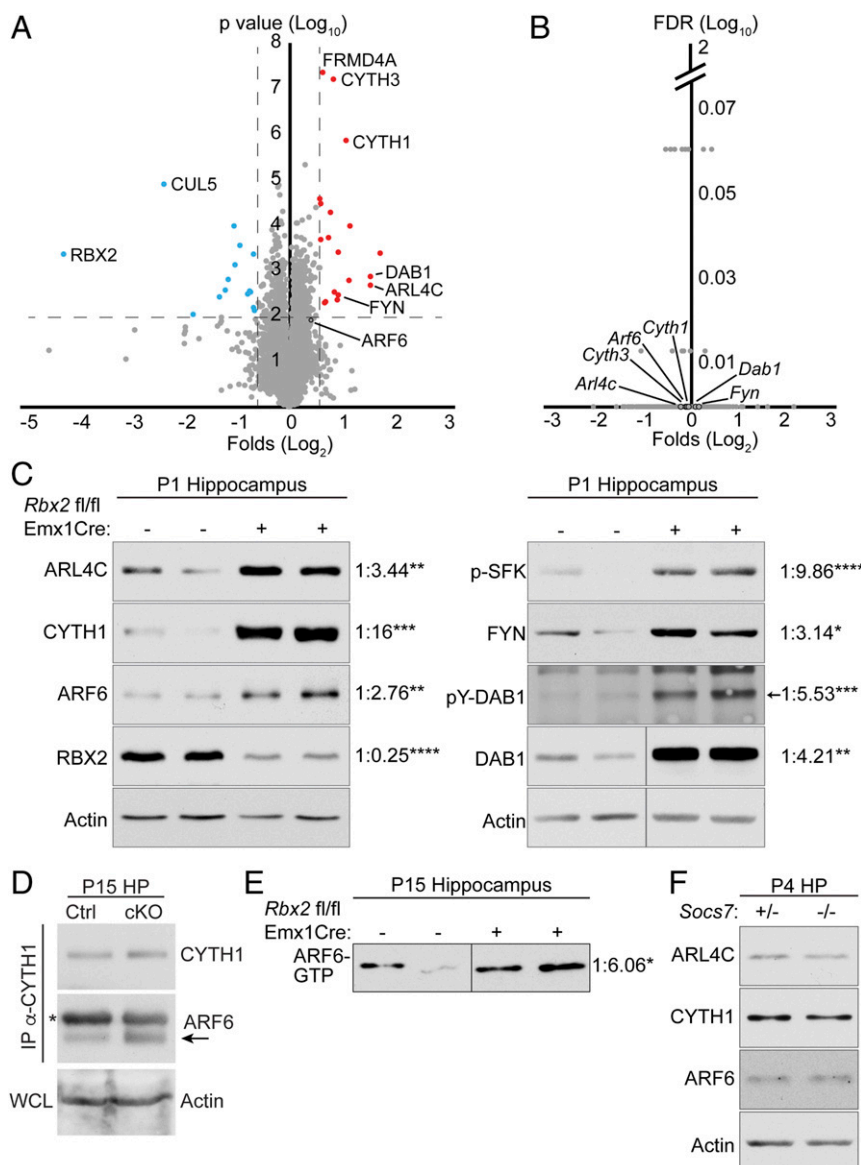 A
p value (Log10)
8
7
6
5
4
3
2
1
FRMD4A
CYTH3
CYTH1
CUL5
RBX2
DAB1
ARL4C
FYN
ARF6
-5 -4 -3 -2 -1 0 1 2 3
Folds (Log2)
B
FDR (Log10)
2
0.07
0.05
0.03
0.01
Cyth1
Arf6
Cyth3
Arl4c
Dab1
Fyn
-3 -2 -1 0 1 2 3
Folds (Log2)
C
P1 Hippocampus
Rbx2 fl/fl
Emx1Cre: - - + +
ARL4C 1:3.44**
CYTH1 1:16***
ARF6 1:2.76**
RBX2 1:0.25****
Actin
P1 Hippocampus
- - + +
p-SFK 1:9.86****
FYN 1:3.14*
pY-DAB1 ←1:5.53***
DAB1 1:4.21**
Actin
D
P15 HP
Ctrl cKO
IP α-CYTH1
CYTH1
* ARF6
WCL Actin
E
P15 Hippocampus
Rbx2 fl/fl
Emx1Cre: - - + +
ARF6-
GTP
1:6.06*
F
P4 HP
Socs7: +/- -/-
ARL4C
CYTH1
ARF6
Actin